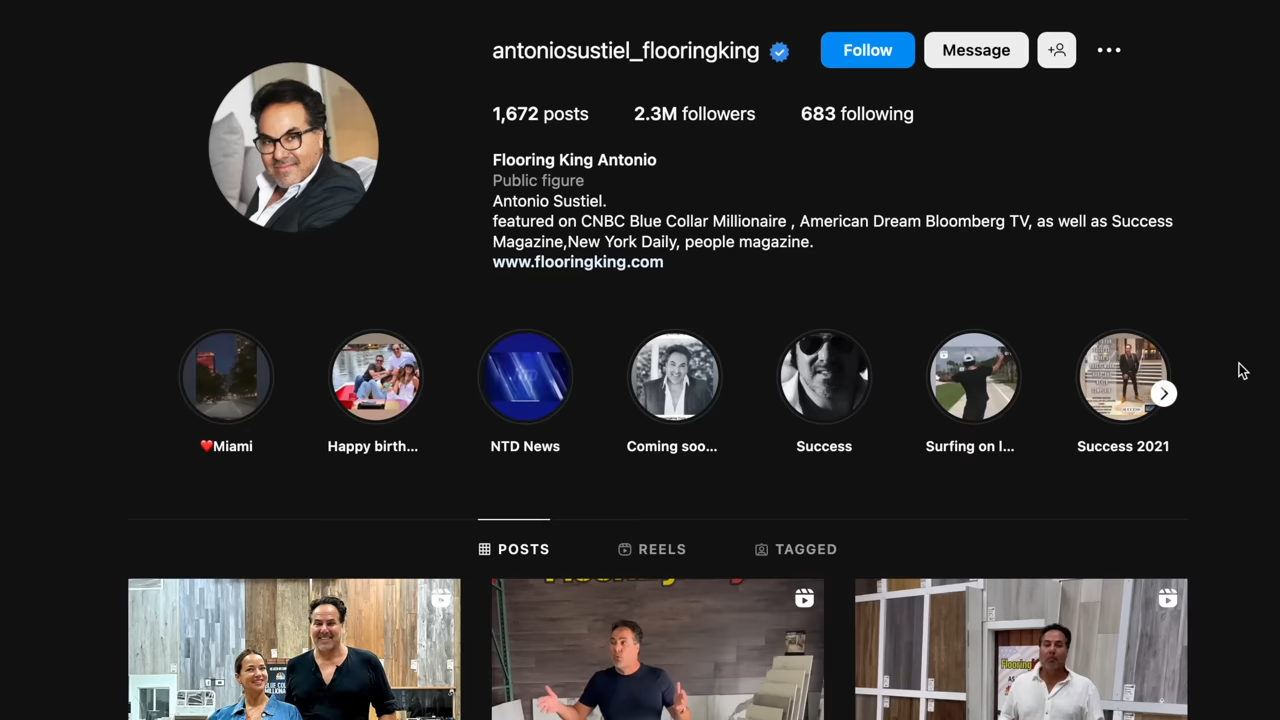 antoniosustiel_flooringking
Follow
Message
1,672 posts
2.3M followers
683 following
Flooring King Antonio
Public figure
Antonio Sustiel.
featured on CNBC Blue Collar Millionaire , American Dream Bloomberg TV, as well as Success
Magazine,New York Daily, people magazine.
www.flooringking.com
❤️Miami
Happy birth...
NTD News
Coming soo...
Success
Surfing on l...
Success 2021
POSTS
REELS
TAGGED